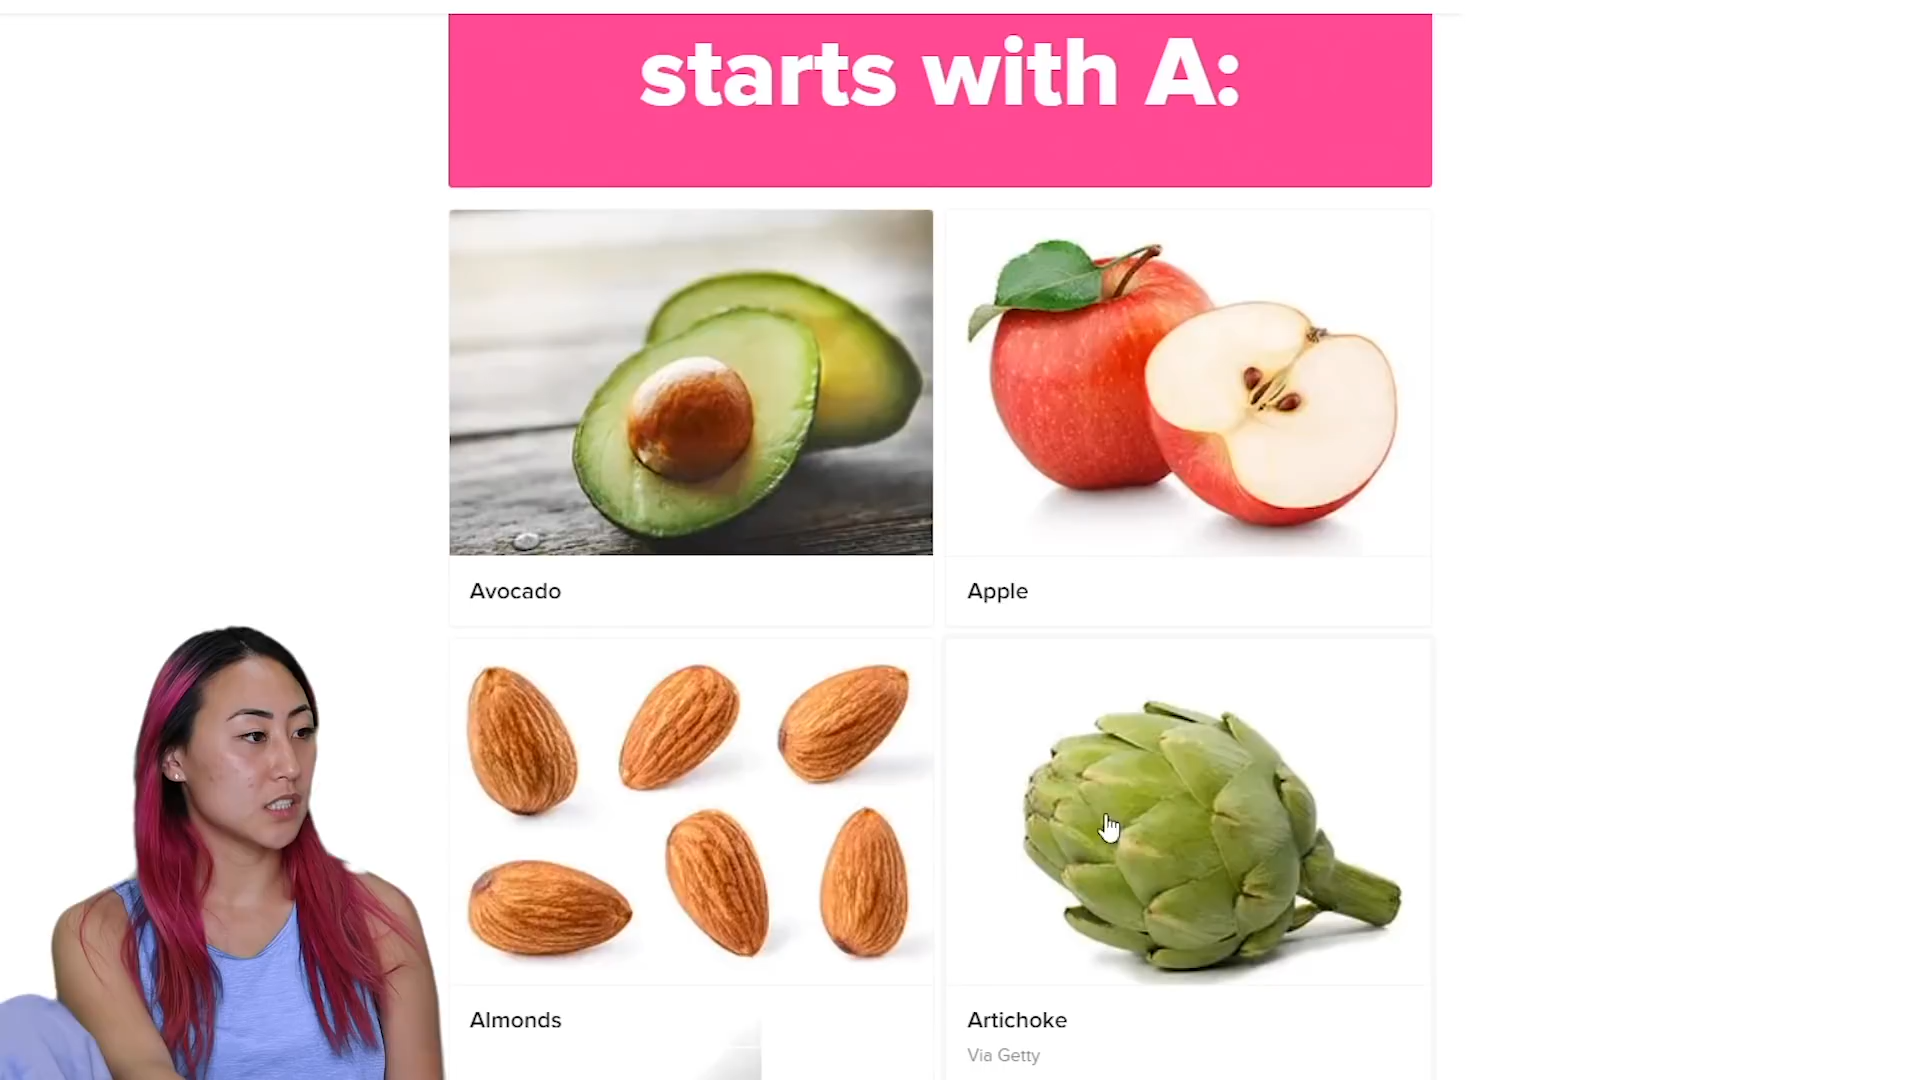 starts with A:
Avocado
Apple
Almonds
Artichoke
Via Getty